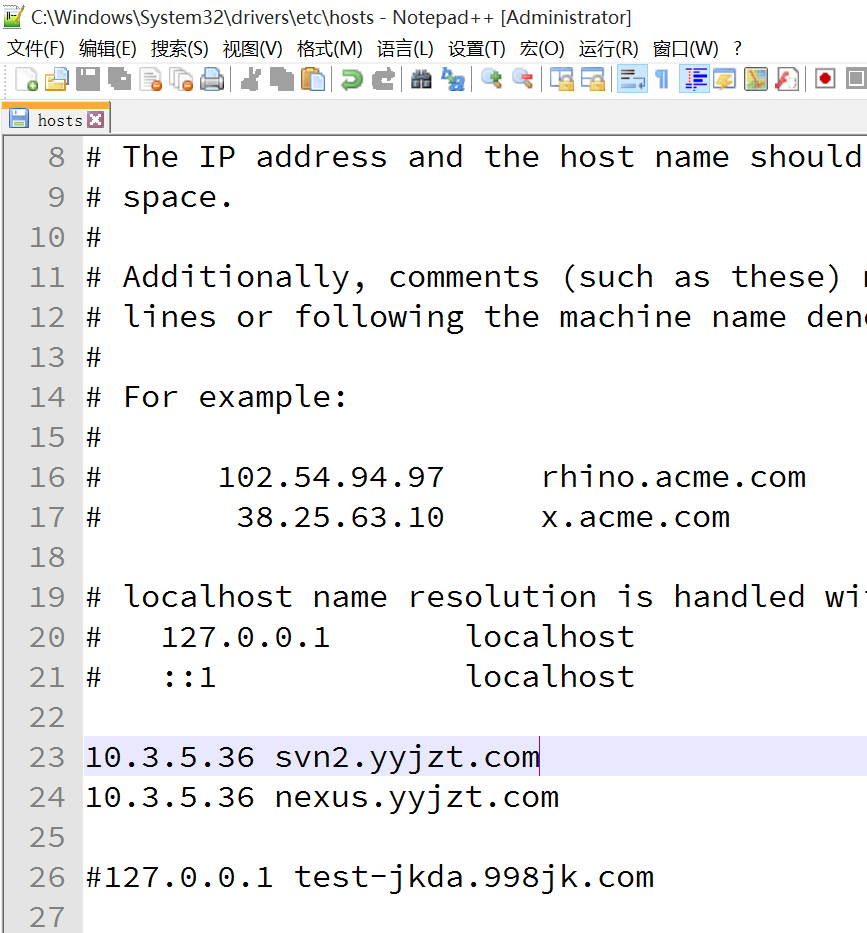 C:\Windows\System32\drivers\etc\hosts - Notepad++ [Administrator]
文件(F) 编辑(E) 搜索(S) 视图(V) 格式(M) 语言(L) 设置(T) 宏(O) 运行(R) 窗口(W) ?
hosts
8 # The IP address and the host name should
9 # space.
10 #
11 # Additionally, comments (such as these)
12 # lines or following the machine name
13 #
14 # For example:
15 #
16 # 102.54.94.97 rhino.acme.com
17 # 38.25.63.10 x.acme.com
18
19 # localhost name resolution is handled
20 # 127.0.0.1 localhost
21 # ::1 localhost
22
23 10.3.5.36 svn2.yyjzt.com
24 10.3.5.36 nexus.yyjzt.com
25
26 #127.0.0.1 test-jkda.998jk.com
27